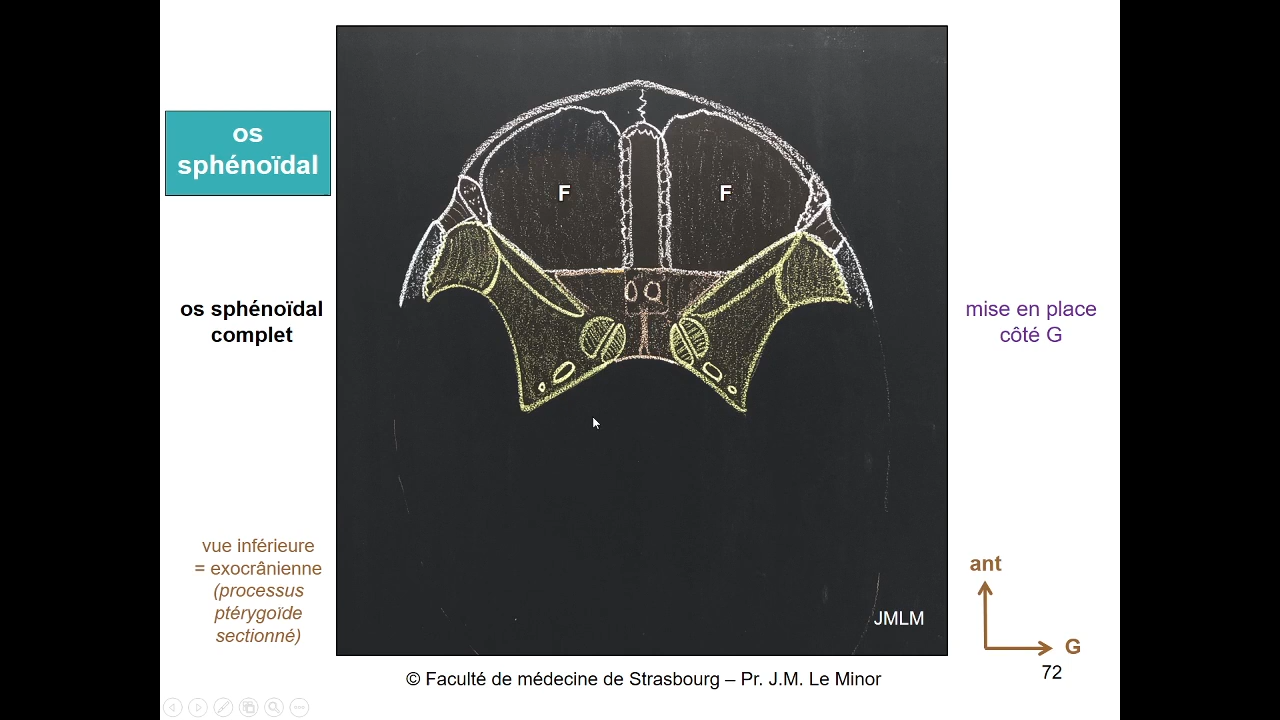 os
sphénoïdal
F
F
os sphénoïdal
complet
mise en place
côté G
vue inférieure
= exocrânienne
(processus
ptérygoïde
sectionné)
ant
G
JMLM
72
© Faculté de médecine de Strasbourg – Pr. J.M. Le Minor